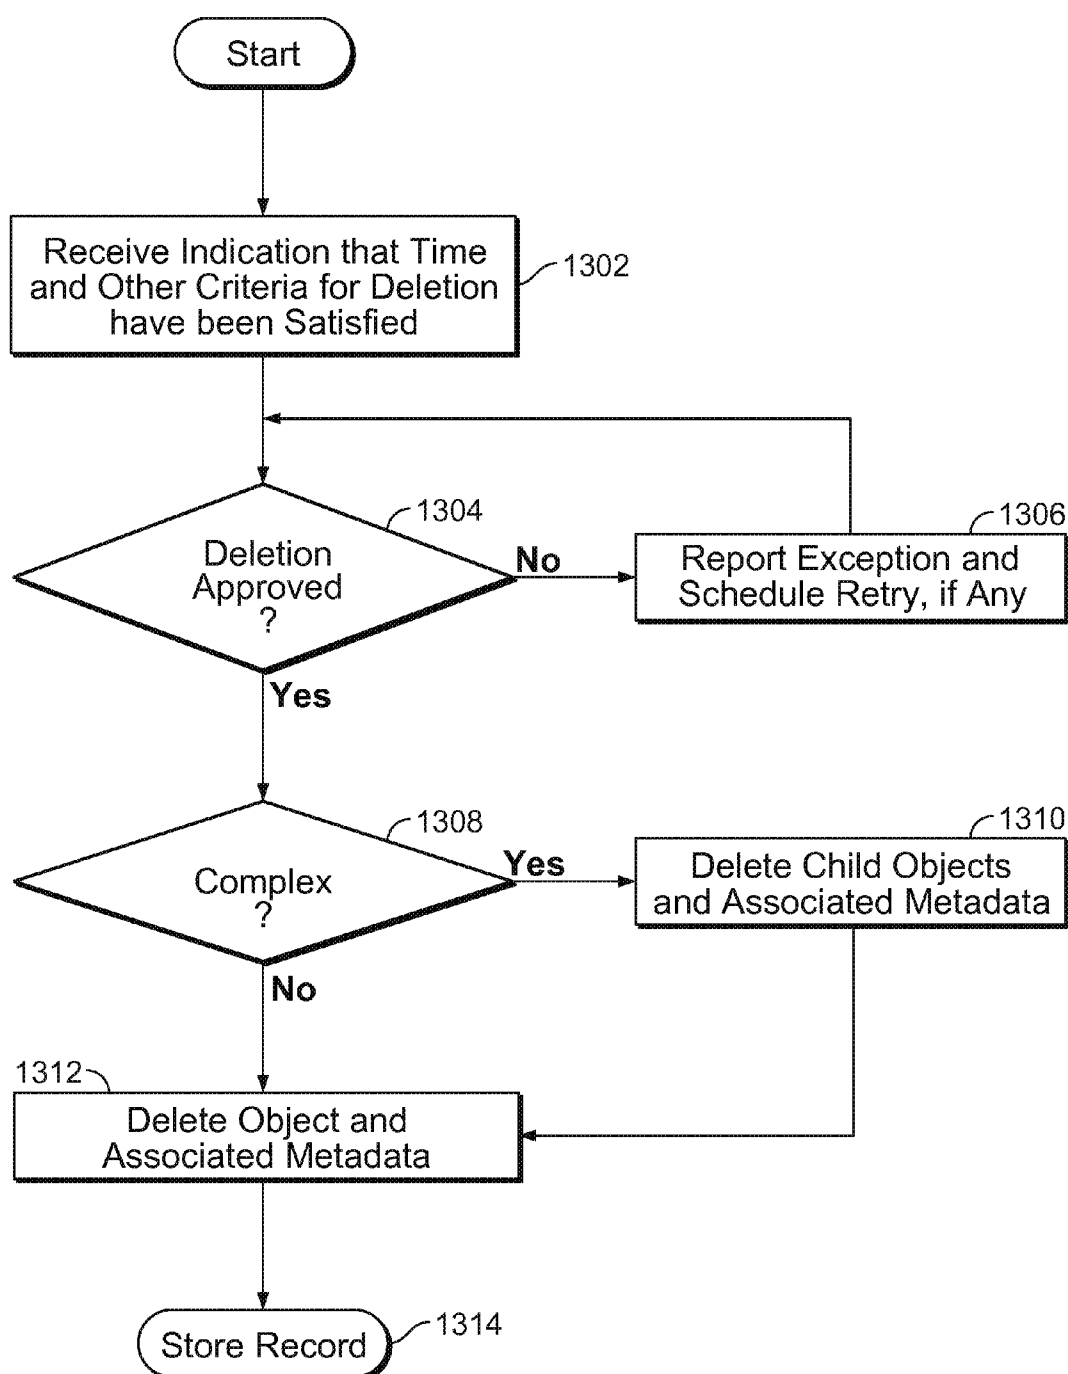 Start
Receive Indication that Time
and Other Criteria for Deletion
have been Satisfied
1302
1304
Deletion
Approved
?
No
1306
Report Exception and
Schedule Retry, if Any
Yes
1308
Complex
?
Yes
1310
Delete Child Objects
and Associated Metadata
No
1312
Delete Object and
Associated Metadata
Store Record
1314